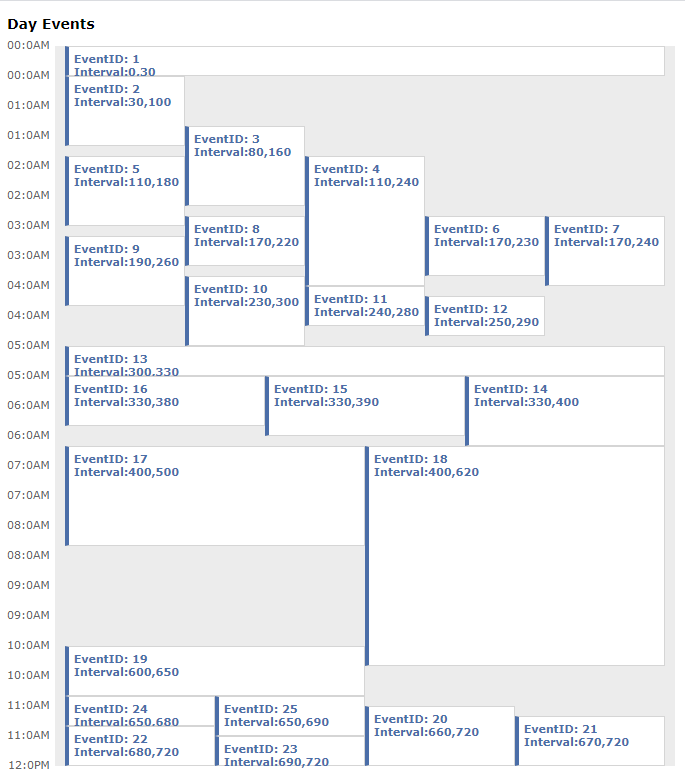 Day Events
00:0AM
EventID: 1
Interval:0,30
00:0AM
EventID: 2
Interval:30,100
01:0AM
01:0AM
EventID: 3
Interval:80,160
02:0AM
EventID: 5
Interval:110,180
EventID: 4
Interval:110,240
02:0AM
03:0AM
EventID: 8
Interval:170,220
EventID: 6
Interval:170,230
EventID: 7
Interval:170,240
03:0AM
EventID: 9
Interval:190,260
04:0AM
EventID: 10
Interval:230,300
EventID: 11
Interval:240,280
EventID: 12
Interval:250,290
04:0AM
05:0AM
EventID: 13
Interval:300,330
05:0AM
EventID: 16
Interval:330,380
EventID: 15
Interval:330,390
EventID: 14
Interval:330,400
06:0AM
06:0AM
EventID: 17
Interval:400,500
EventID: 18
Interval:400,620
07:0AM
07:0AM
08:0AM
08:0AM
09:0AM
09:0AM
10:0AM
EventID: 19
Interval:600,650
10:0AM
11:0AM
EventID: 24
Interval:650,680
EventID: 25
Interval:650,690
EventID: 20
Interval:660,720
EventID: 21
Interval:670,720
11:0AM
EventID: 22
Interval:680,720
EventID: 23
Interval:690,720
12:0PM